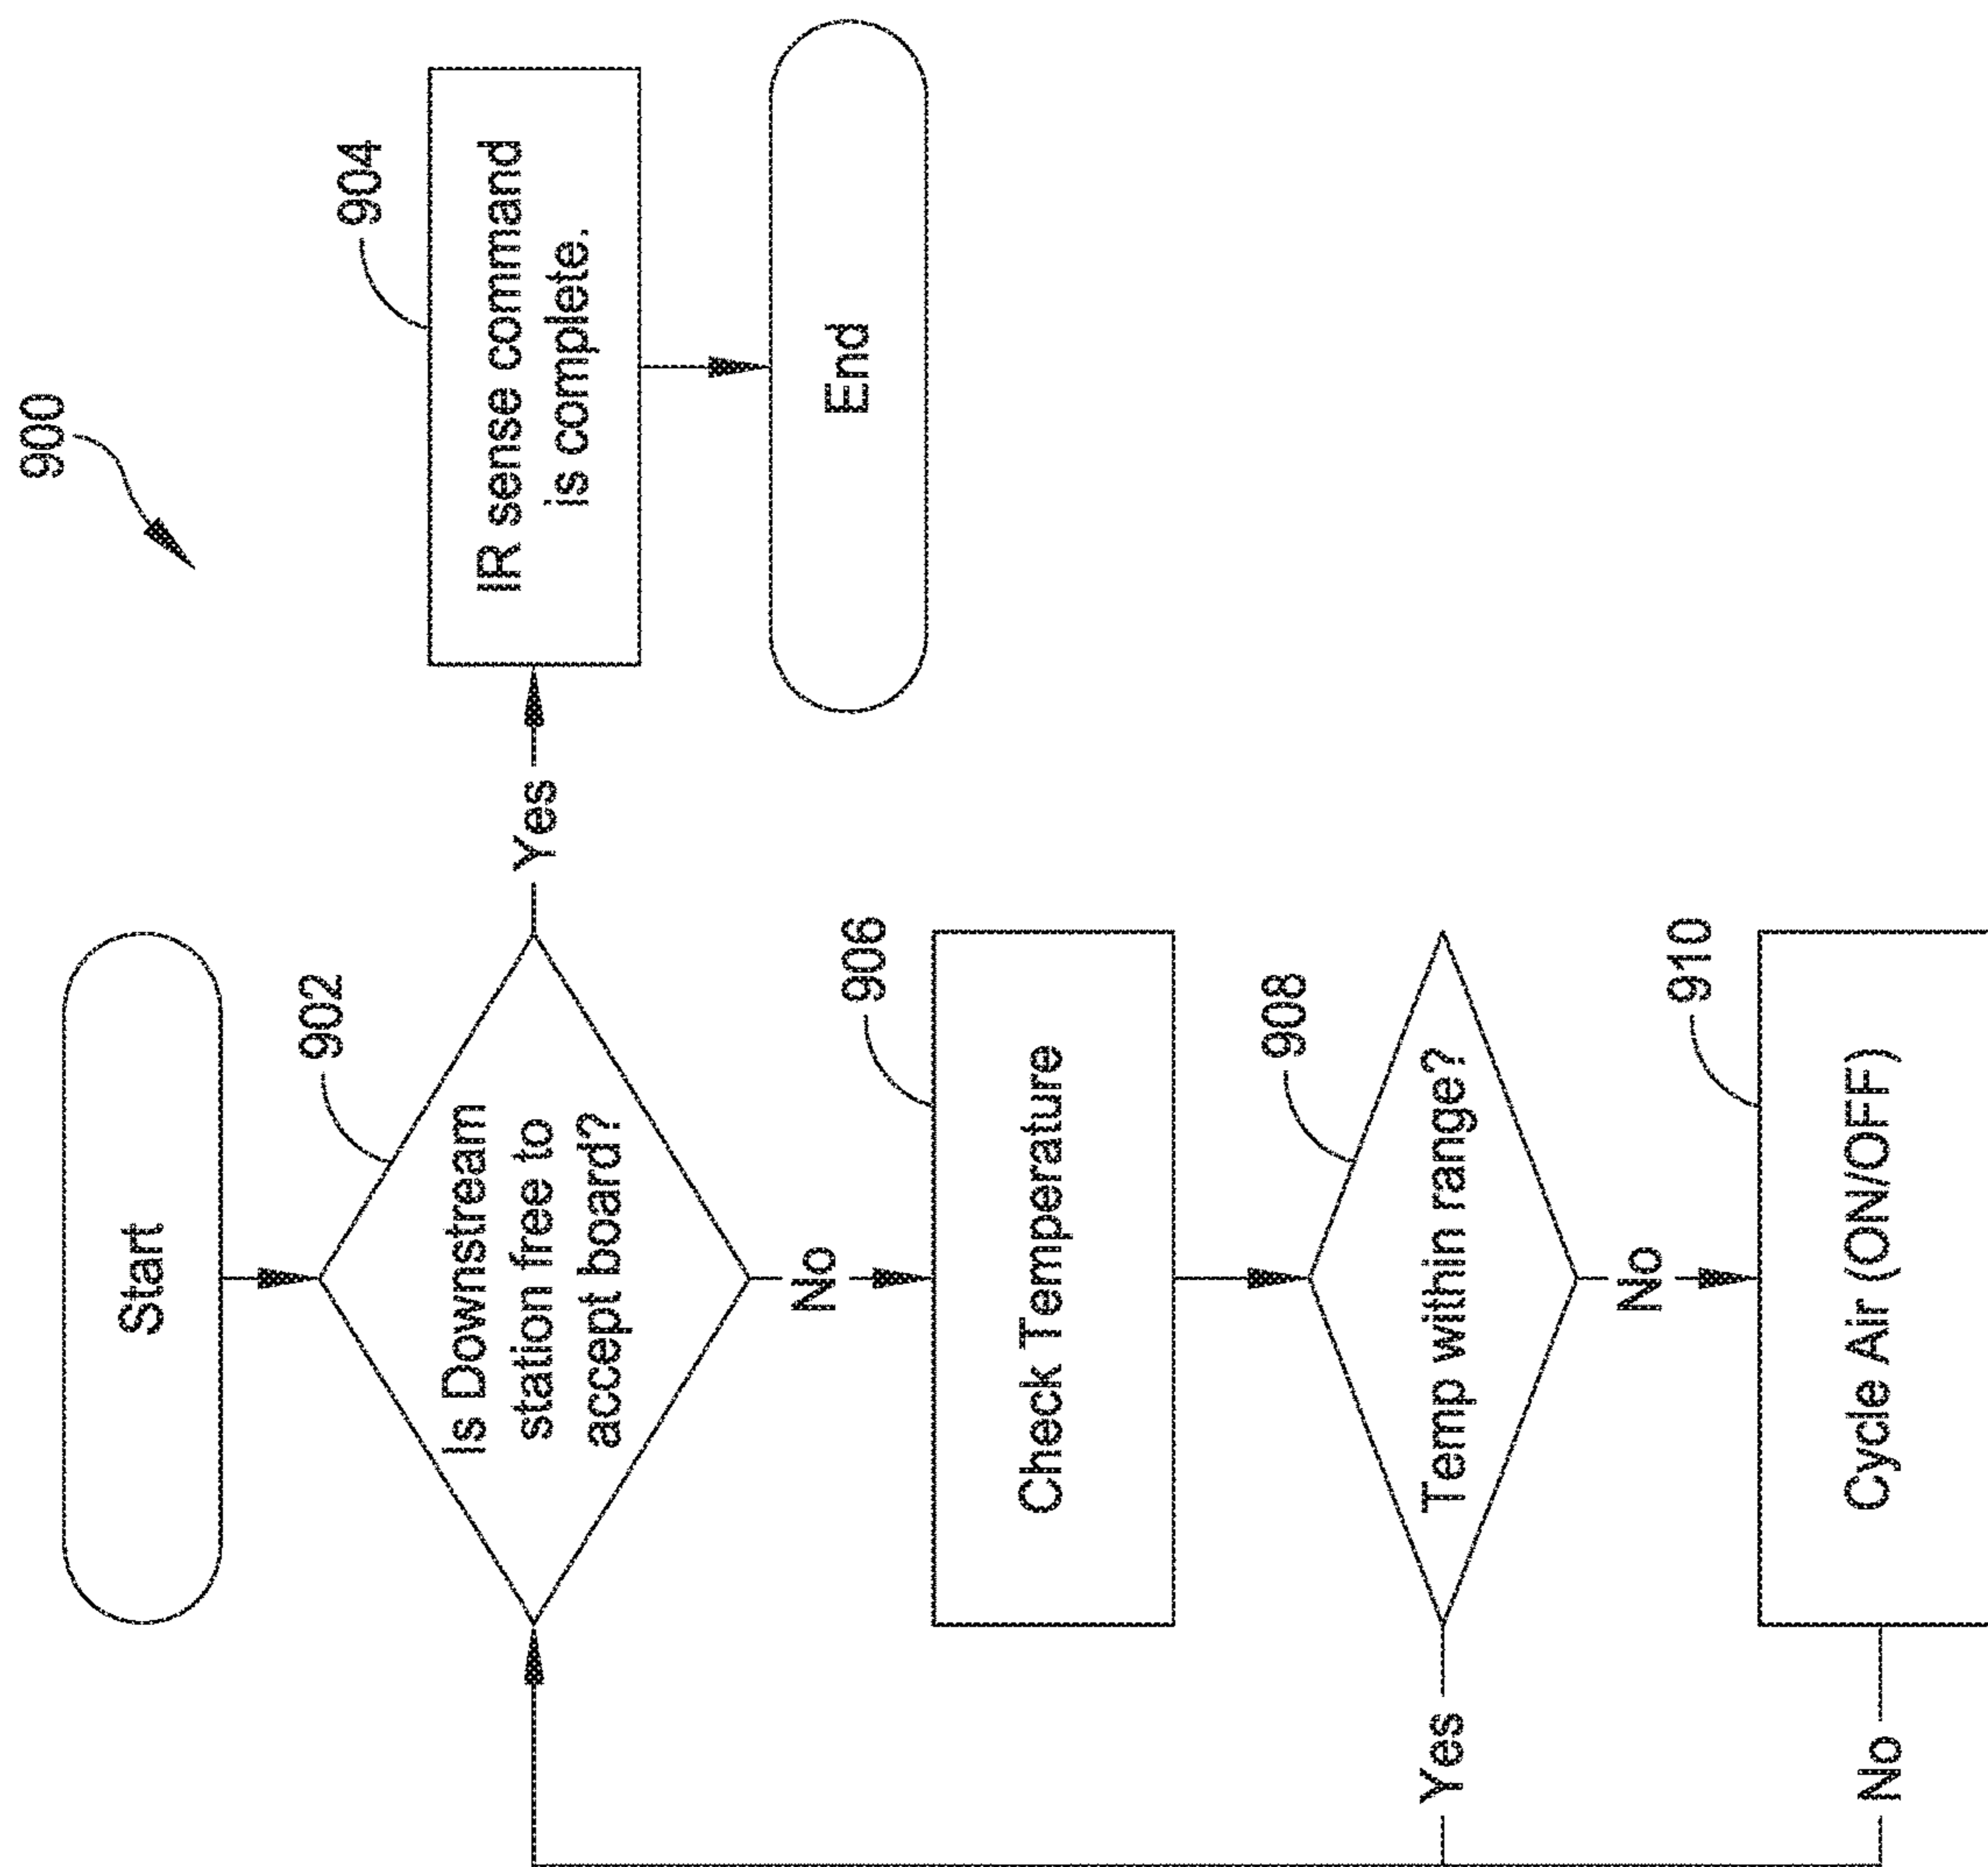 900
Start
902
Is Downstream
station free to
accept board?
Yes
904
IR sense command
is complete.
End
No
906
Check Temperature
908
Temp within range?
Yes
No
910
Cycle Air (ON/OFF)
No